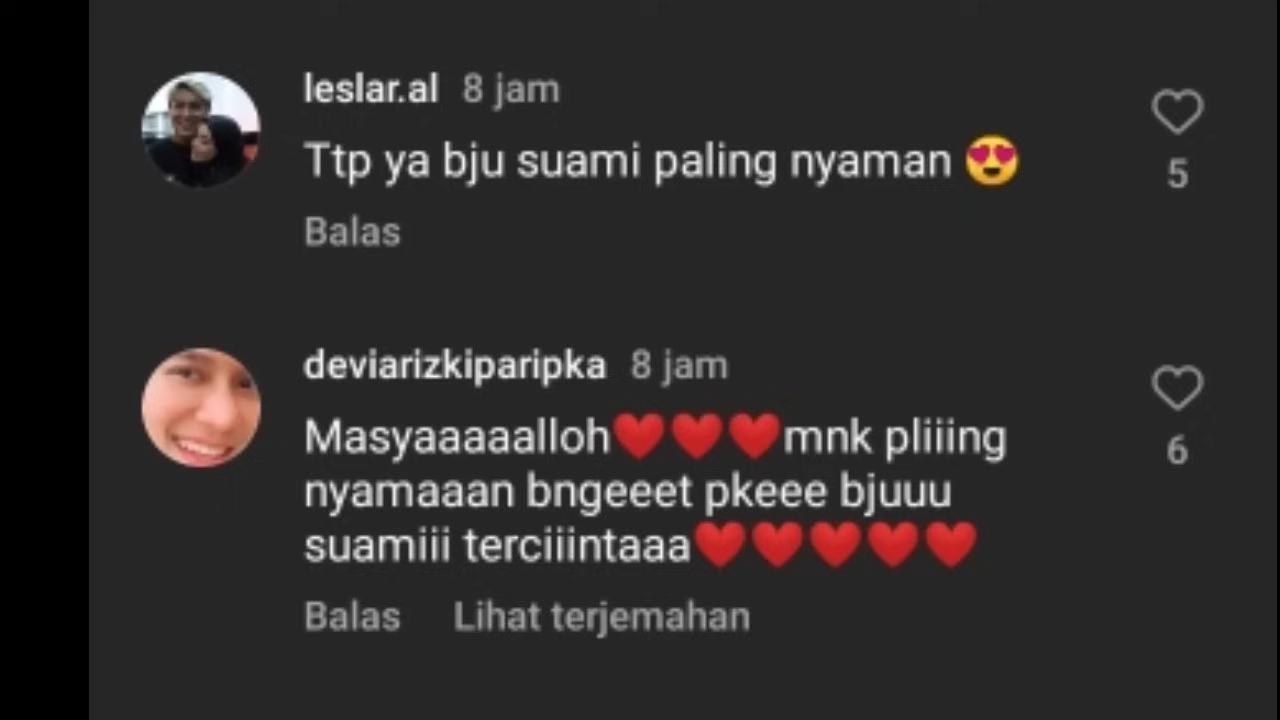 leslar.al 8 jam
Ttp ya bju suami paling nyaman 😍
5
Balas
deviarizkiparipka 8 jam
Masyaaaaalloh❤️❤️❤️mnk pliiing
nyamaaan bngeeet pkeee bjuuu
suamiii terciiintaaa❤️❤️❤️❤️❤️
6
Balas Lihat terjemahan